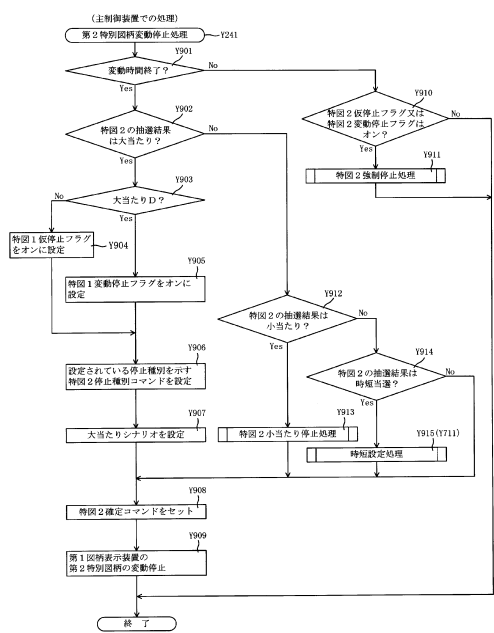 (主制御装置での処理)
第2特別図柄変動停止処理
Y241
Y901
変動時間終了?
No
Yes
Y902
特図2の抽選結果
は大当たり?
No
Yes
Y910
特図2仮停止フラグ又は
特図2変動停止フラグは
オン?
No
Yes
Y911
特図2強制停止処理
Y903
大当たりD?
No
Yes
特図1仮停止フラグ
をオンに設定
Y904
Y905
特図1変動停止フラグをオンに
設定
Y912
特図2の抽選結果は
小当たり?
No
Yes
Y906
設定されている停止種別を示す
特図2停止種別コマンドを設定
Y914
特図2の抽選結果は
時短当選?
No
Yes
Y907
大当たりシナリオを設定
Y913
特図2小当たり停止処理
Y915(Y711)
時短設定処理
Y908
特図2確定コマンドをセット
Y909
第1図柄表示装置の
第2特別図柄の変動停止
終 了